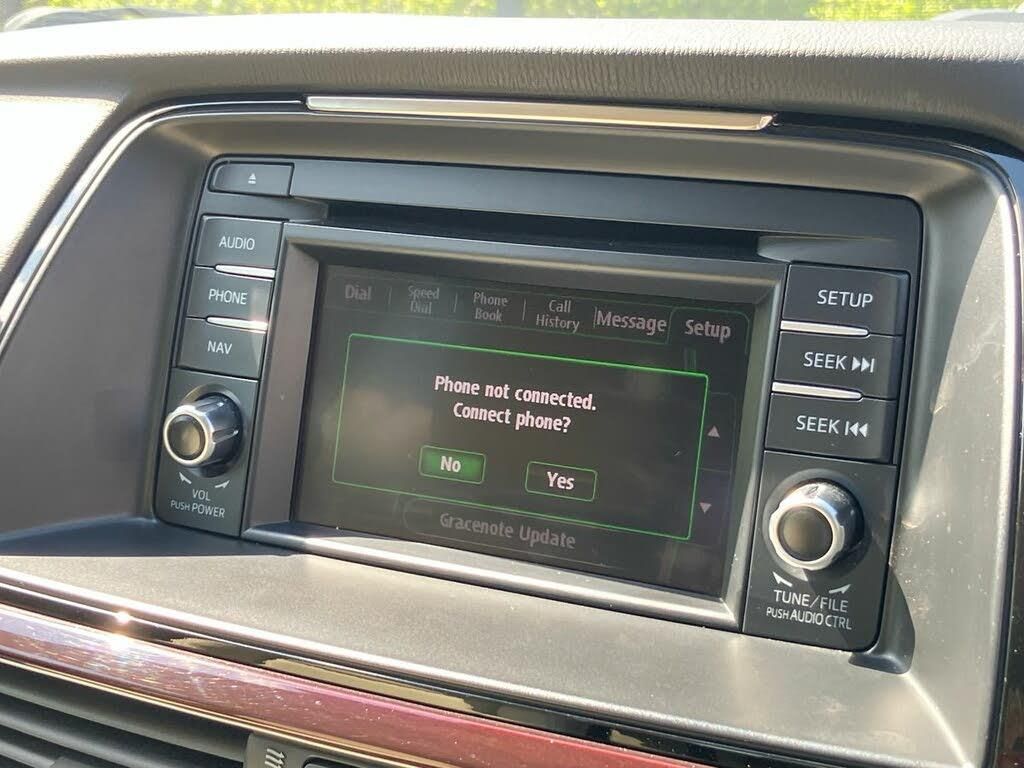 AUDIO
PHONE
NAV
VOL
PUSH POWER
Dial
Speed
Dial
Phone
Book
Call
History
Message
Setup
Phone not connected.
Connect phone?
No
Yes
Gracenote Update
SETUP
SEEK
SEEK
TUNE/FILE
PUSH AUDIO CTRL